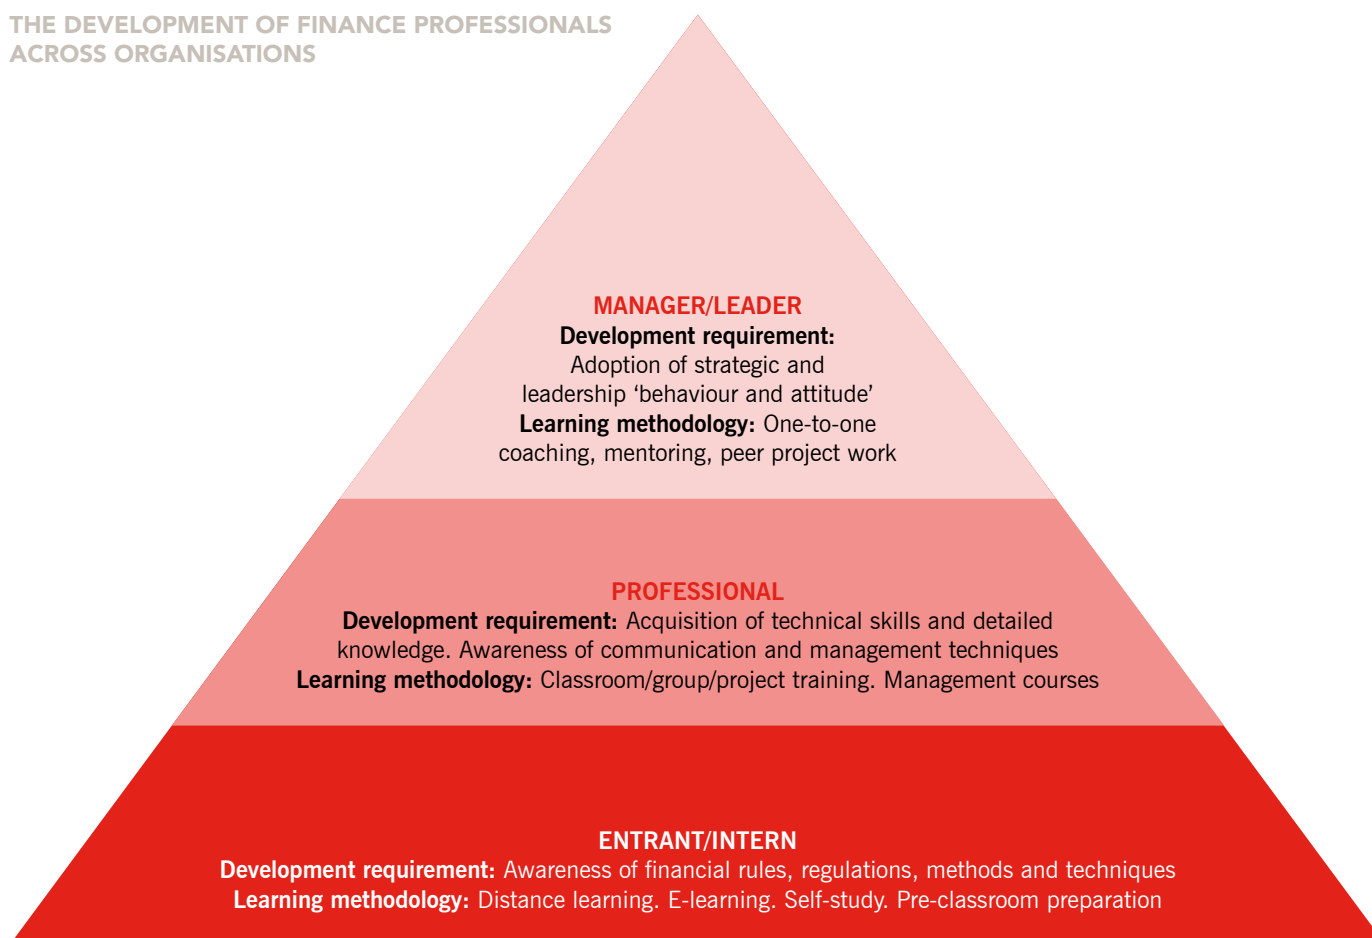 THE DEVELOPMENT OF FINANCE PROFESSIONALS
ACROSS ORGANISATIONS
MANAGER/LEADER
Development requirement:
Adoption of strategic and
leadership ‘behaviour and attitude’
Learning methodology: One-to-one
coaching, mentoring, peer project work
PROFESSIONAL
Development requirement: Acquisition of technical skills and detailed
knowledge. Awareness of communication and management techniques
Learning methodology: Classroom/group/project training. Management courses
ENTRANT/INTERN
Development requirement: Awareness of financial rules, regulations, methods and techniques
Learning methodology: Distance learning. E-learning. Self-study. Pre-classroom preparation